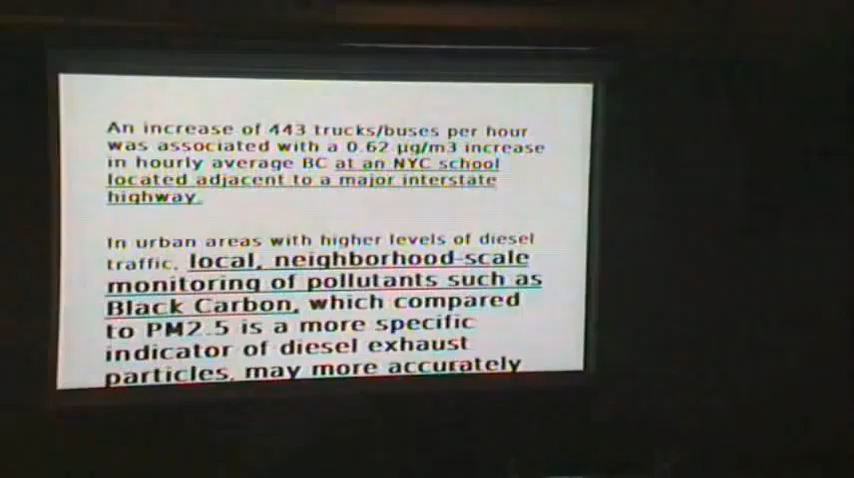 An increase of 443 trucks/buses per hour
was associated with a 0.62 µg/m3 increase
in hourly average BC at an NYC school
located adjacent to a major interstate
highway.
In urban areas with higher levels of diesel
traffic, local, neighborhood-scale
monitoring of pollutants such as
Black Carbon, which compared
to PM2.5 is a more specific
indicator of diesel exhaust
particles, may more accurately